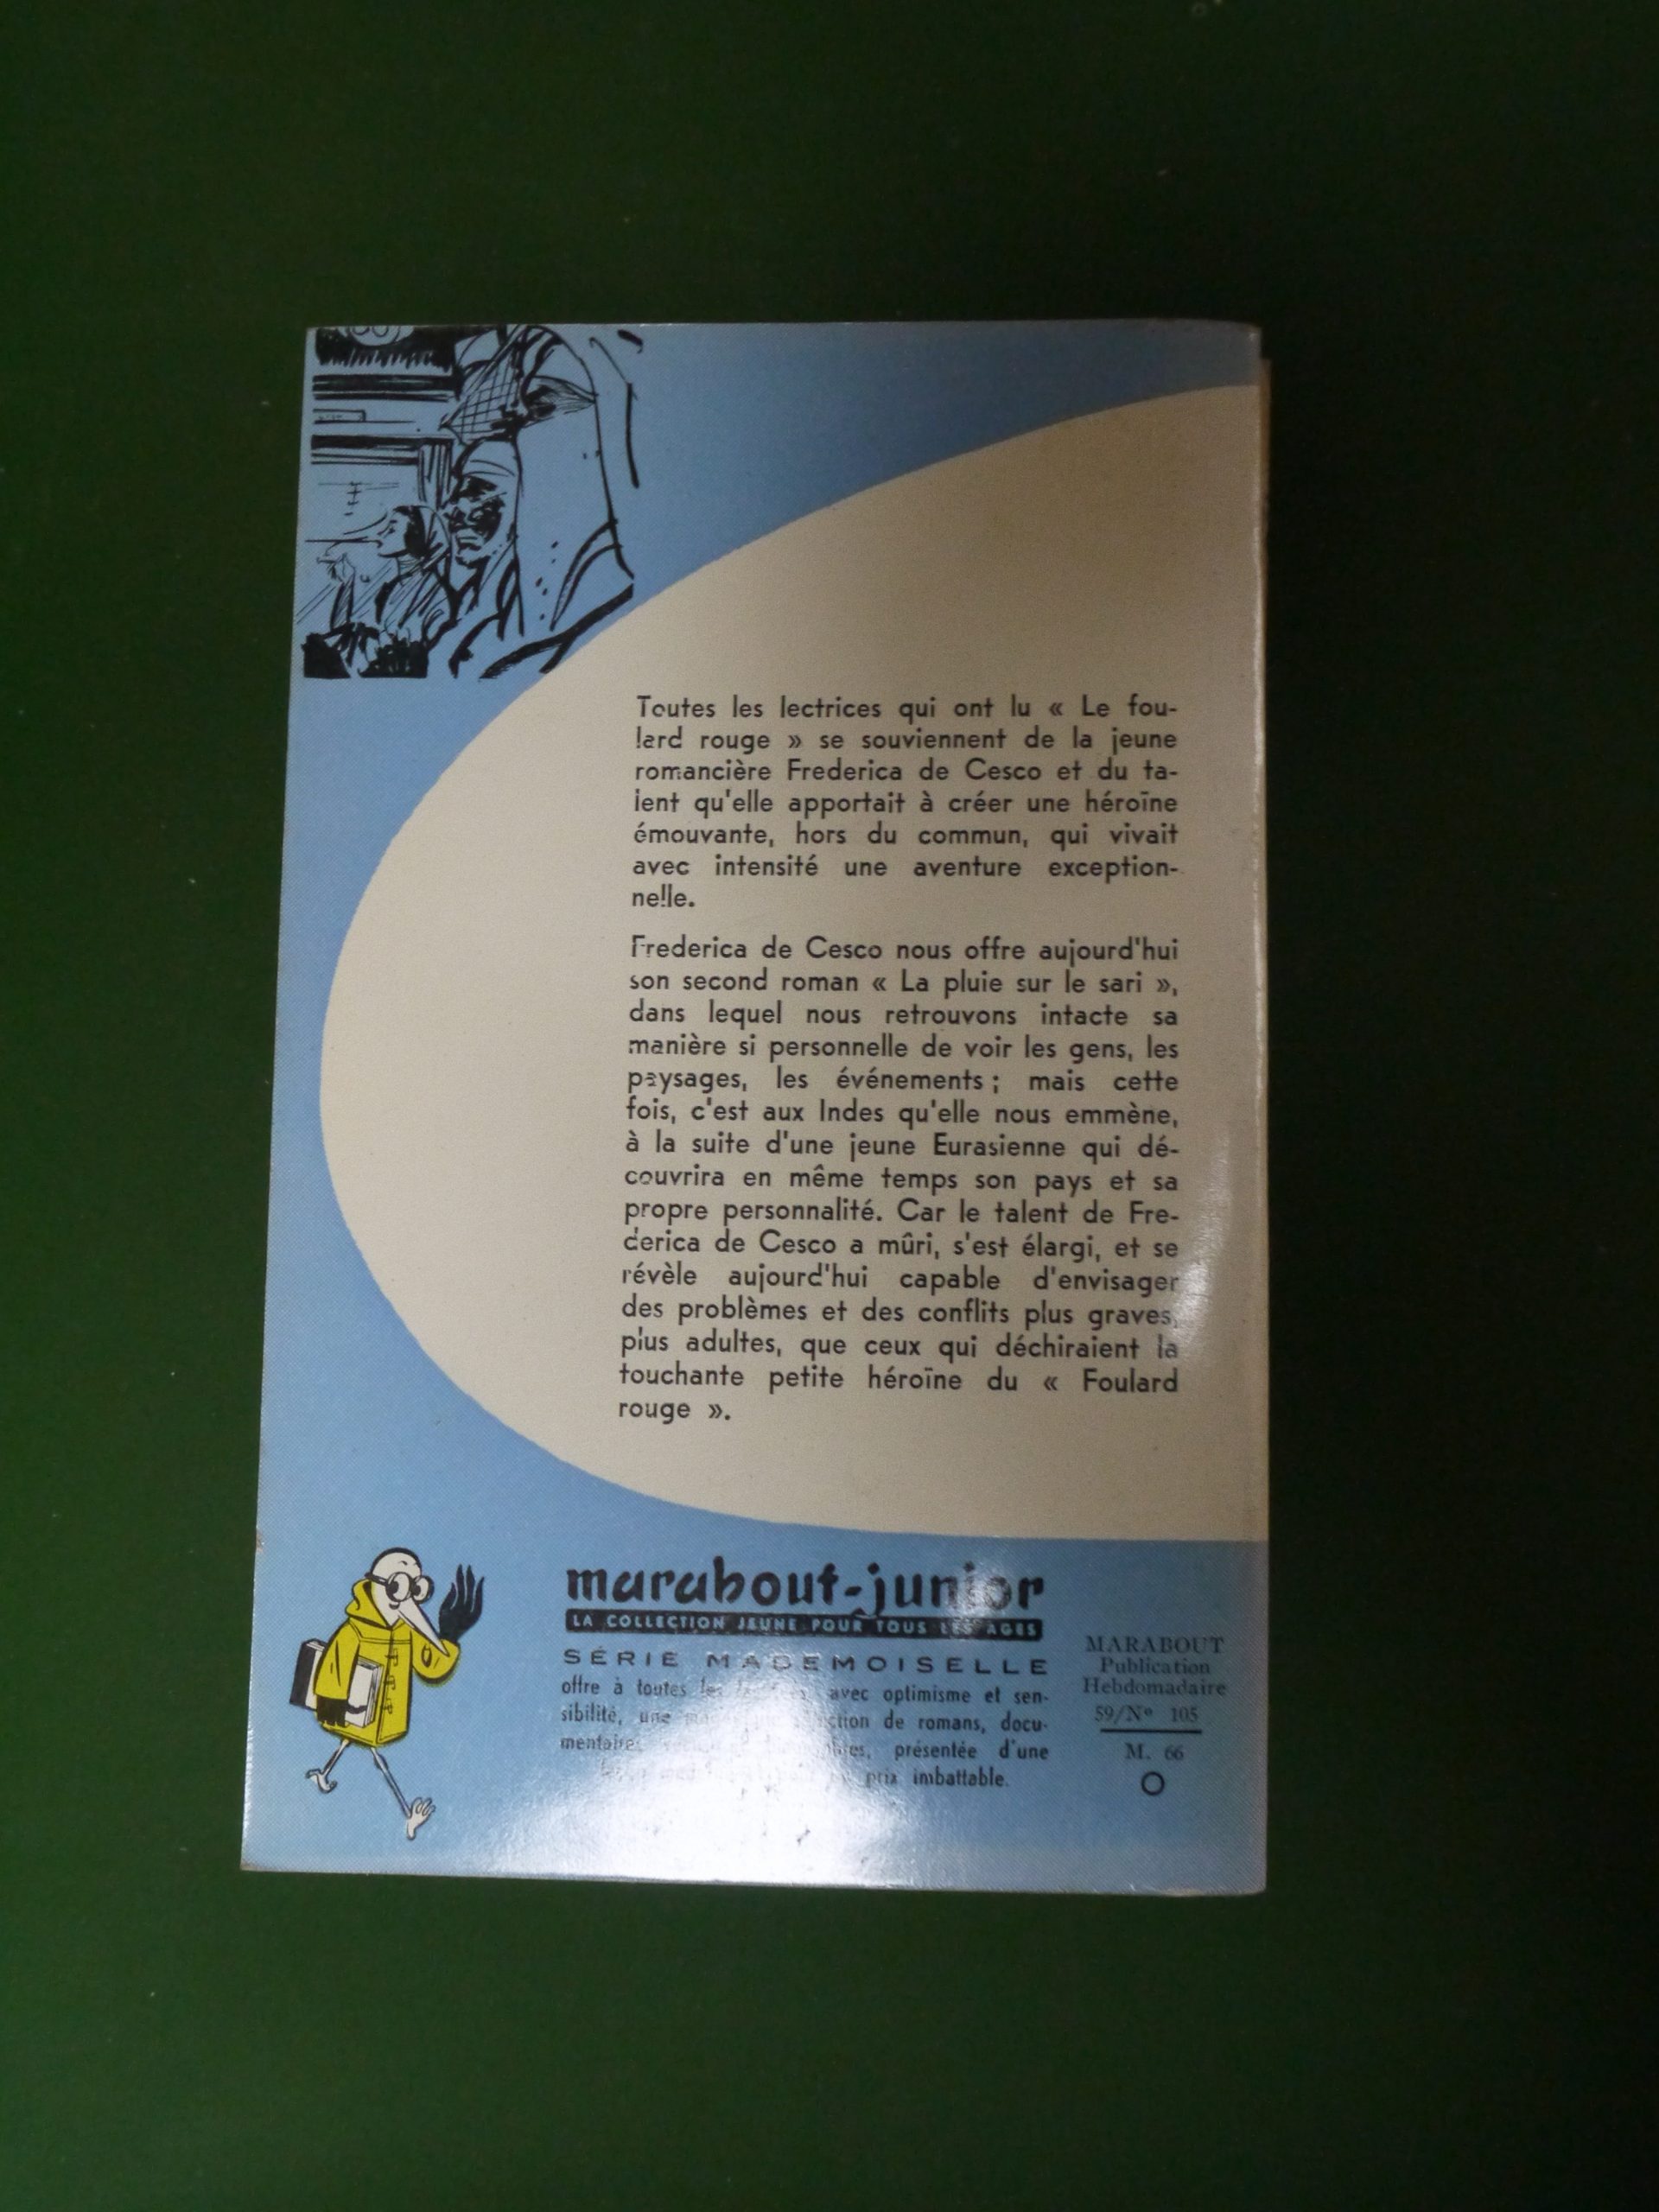 Toutes les lectrices qui ont lu « Le fou-
lard rouge » se souviennent de la jeune
romancière Frederica de Cesco et du ta-
lent qu'elle apportait à créer une héroïne
émouvante, hors du commun, qui vivait
avec intensité une aventure exception-
nelle.
Frederica de Cesco nous offre aujourd'hui
son second roman « La pluie sur le sari »,
dans lequel nous retrouvons intacte sa
manière si personnelle de voir les gens, les
paysages, les événements ; mais cette
fois, c'est aux Indes qu'elle nous emmène,
à la suite d'une jeune Eurasienne qui dé-
couvrira en même temps son pays et sa
propre personnalité. Car le talent de Fre-
derica de Cesco a mûri, s'est élargi, et se
révèle aujourd'hui capable d'envisager
des problèmes et des conflits plus graves,
plus adultes, que ceux qui déchiraient la
touchante petite héroïne du « Foulard
rouge ».
marabout-junior
LA COLLECTION JEUNE POUR TOUS LES AGES
SÉRIE MADEMOISELLE
offre à toutes les avec optimisme et sen-
sibilité, une de romans, docu-
présentée d'une
prix imbattable.
MARABOUT
Publication
Hebdomadaire
59/Nº 105
M. 66